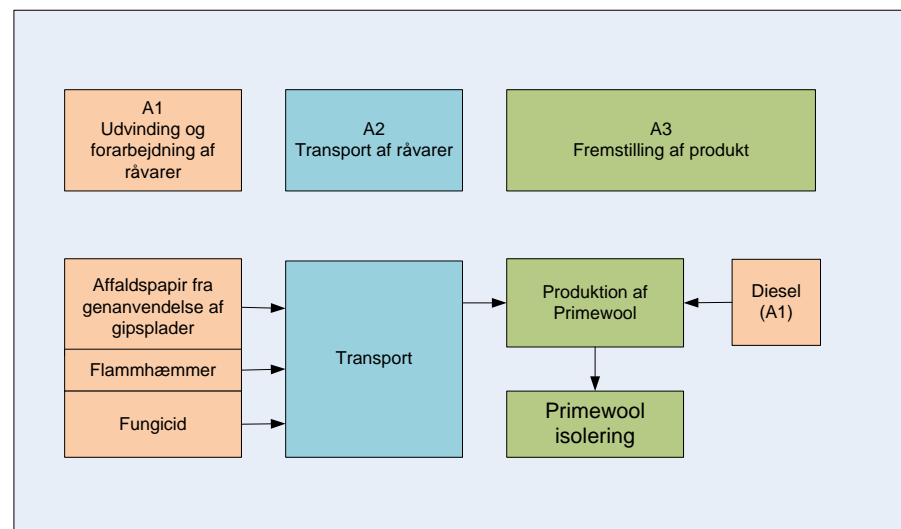 A1
Udvinding og
forarbejdning af
råvarer
A2
Transport af råvarer
A3
Fremstilling af produkt
Affaldspapir fra
genanvendelse af
gipsplader
Flammhæmmer
Fungicid
Transport
Produktion af
Primewool
Diesel
(A1)
Primewool
isolering